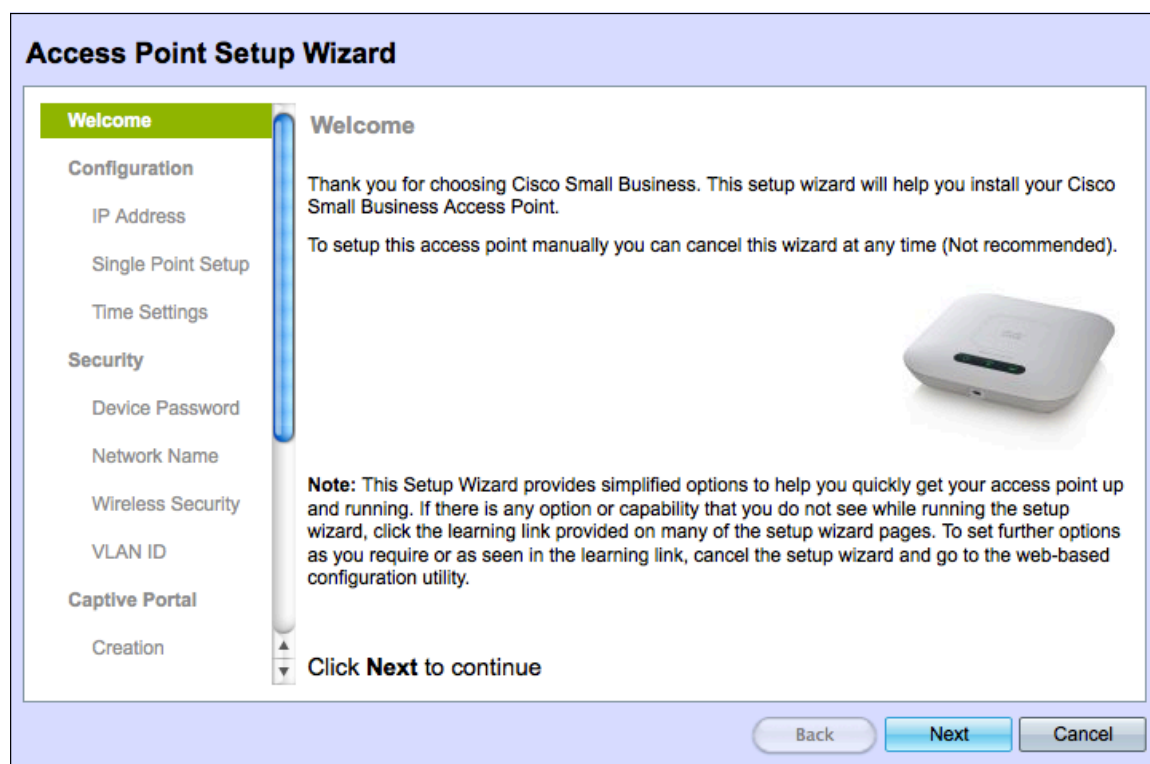 Access Point Setup Wizard
Welcome
Configuration
IP Address
Single Point Setup
Time Settings
Security
Device Password
Network Name
Wireless Security
VLAN ID
Captive Portal
Creation
Welcome
Thank you for choosing Cisco Small Business. This setup wizard will help you install your Cisco
Small Business Access Point.
To setup this access point manually you can cancel this wizard at any time (Not recommended).
Note: This Setup Wizard provides simplified options to help you quickly get your access point up
and running. If there is any option or capability that you do not see while running the setup
wizard, click the learning link provided on many of the setup wizard pages. To set further options
as you require or as seen in the learning link, cancel the setup wizard and go to the web-based
configuration utility.
Click Next to continue
Back
Next
Cancel